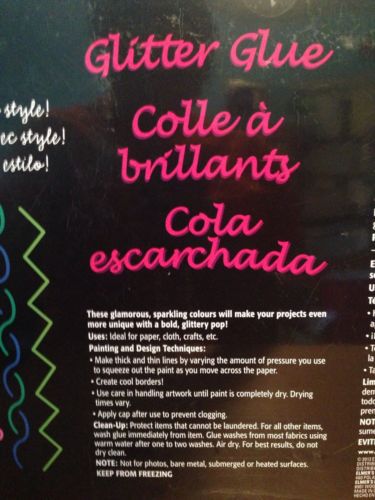 Glitter Glue
style!
ec style!
estilo!
Colle à
brillants
Cola
escarchada
These glamorous, sparkling colours will make your projects even
more unique with a bold, glittery pop!
Uses: Ideal for paper, cloth, crafts, etc.
Painting and Design Techniques:
• Make thick and thin lines by varying the amount of pressure you use
to squeeze out the paint as you move across the paper.
• Create cool borders!
• Use care in handling artwork until paint is completely dry. Drying
times vary.
• Apply cap after use to prevent clogging.
Clean-Up: Protect items that cannot be laundered. For all other items,
wash glue immediately from item. Glue washes from most fabrics using
warm water after one to two washes. Air dry. For best results, do not
dry clean.
NOTE: Not for photos, bare metal, submerged or heated surfaces.
KEEP FROM FREEZING